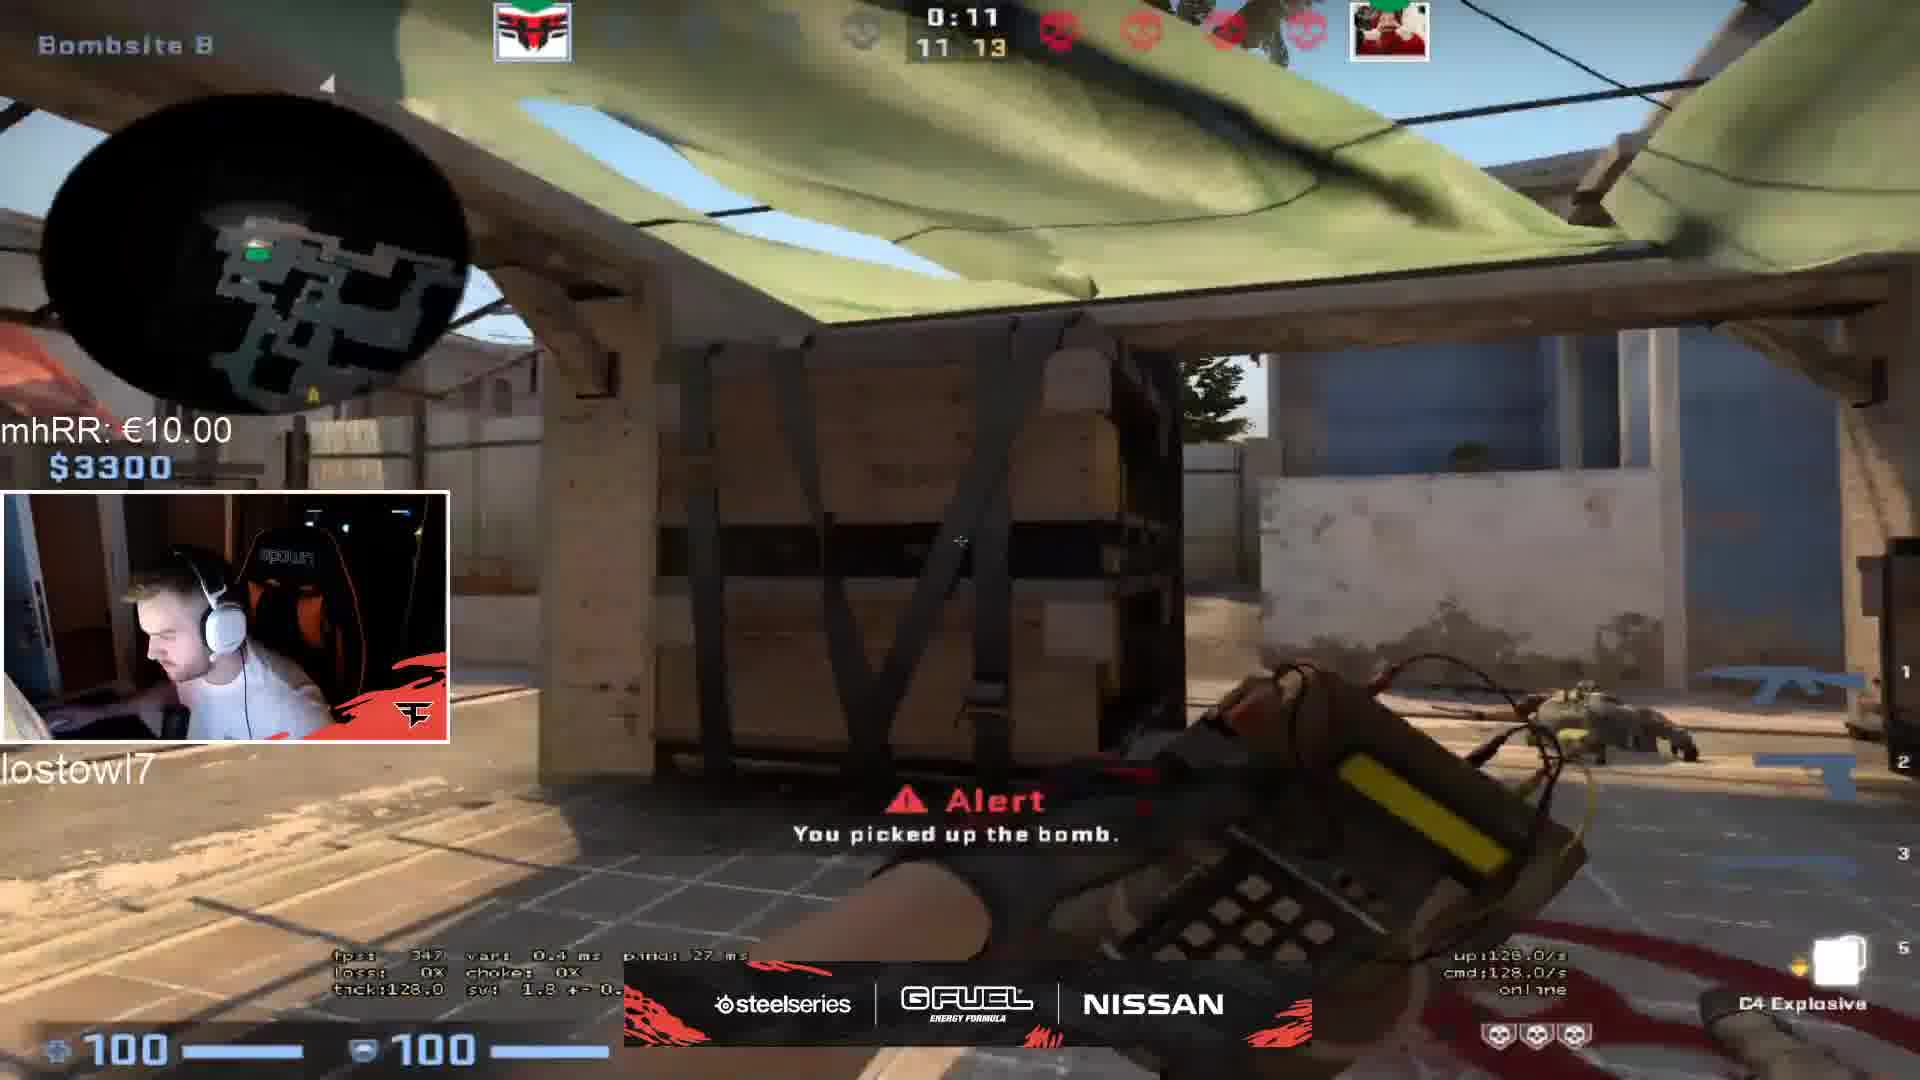 Bombsite B
0:11
11 13
A
mhRR: €10.00
$3300
lostowl7
Alert
You picked up the bomb.
1
2
3
5
fps: 347 var: 0.4 ms ping: 27 ms
loss: 0% choke: 0%
tick:128.0 sv: 1.8 +- 0.
up:128.0/s
cmd:128.0/s
online
C4 Explosive
steelseries
GFUEL
ENERGY FORMULA
NISSAN
100
100